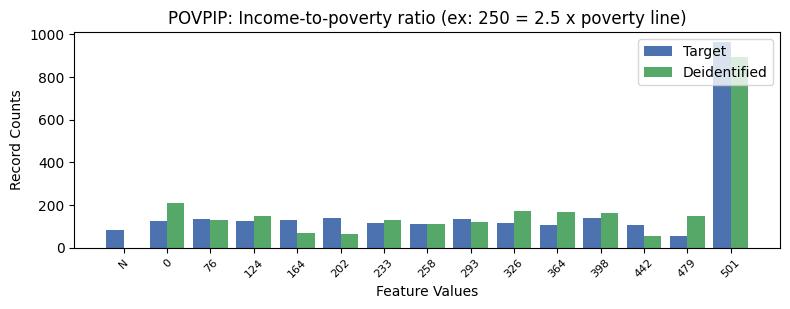 POVPIP: Income-to-poverty ratio (ex: 250 = 2.5 x poverty line)
Target
Deidentified
Record Counts
1000
800
600
400
200
0
N 0 76 124 164 202 233 258 293 326 364 398 442 479 501
Feature Values